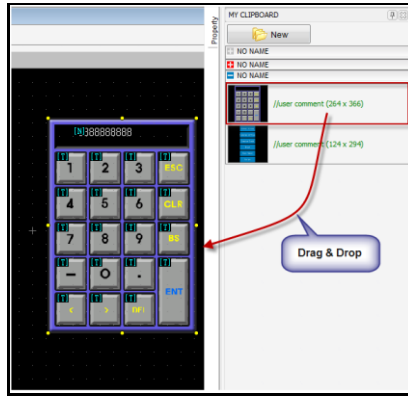 MY CLIPBOARD
Property
New
NO NAME
NO NAME
NO NAME
//user comment (264 x 366)
//user comment (124 x 294)
Drag & Drop
388888888
1 2 3 ESC
4 5 6 CLR
7 8 9 BS
- 0 . ENT
< > DEL